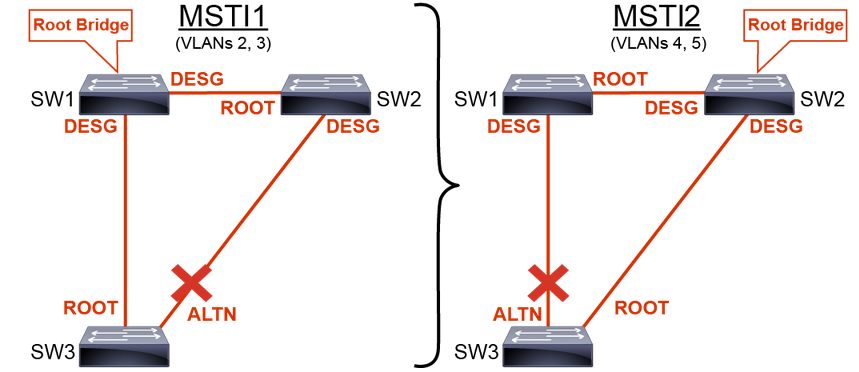 MSTI1
(VLANs 2, 3)
Root Bridge
SW1
DESG
DESG
ROOT
SW2
DESG
ROOT
ALTN
SW3
MSTI2
(VLANs 4, 5)
Root Bridge
SW1
ROOT
DESG
DESG
SW2
DESG
ALTN
ROOT
SW3